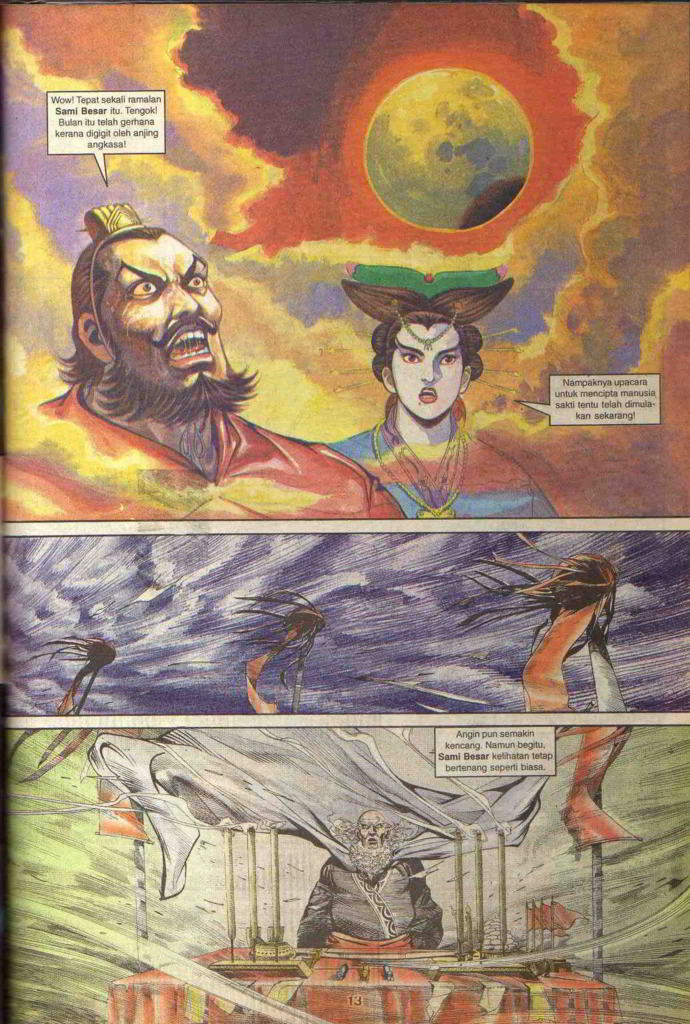 Wow! Tepat sekali ramalan
Sami Besar itu. Tengok!
Bulan itu telah gerhana
kerana digigit oleh anjing
angkasa!
Nampaknya upacara
untuk mencipta manusia
sakti tentu telah dimula-
kan sekarang!
Angin pun semakin
kencang. Namun begitu,
Sami Besar kelihatan tetap
bertenang seperti biasa.
13